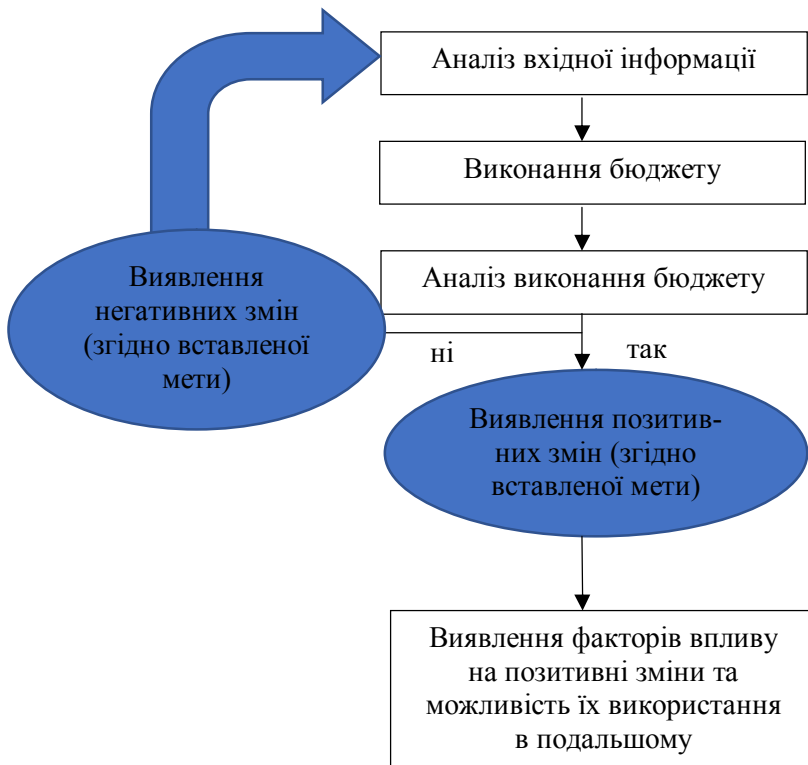 Аналіз вхідної інформації
Виконання бюджету
Аналіз виконання бюджету
Виявлення
негативних змін
(згідно вставленої
мети)
ні
так
Виявлення позитив-
них змін (згідно
вставленої мети)
Виявлення факторів впливу
на позитивні зміни та
можливість їх використання
в подальшому